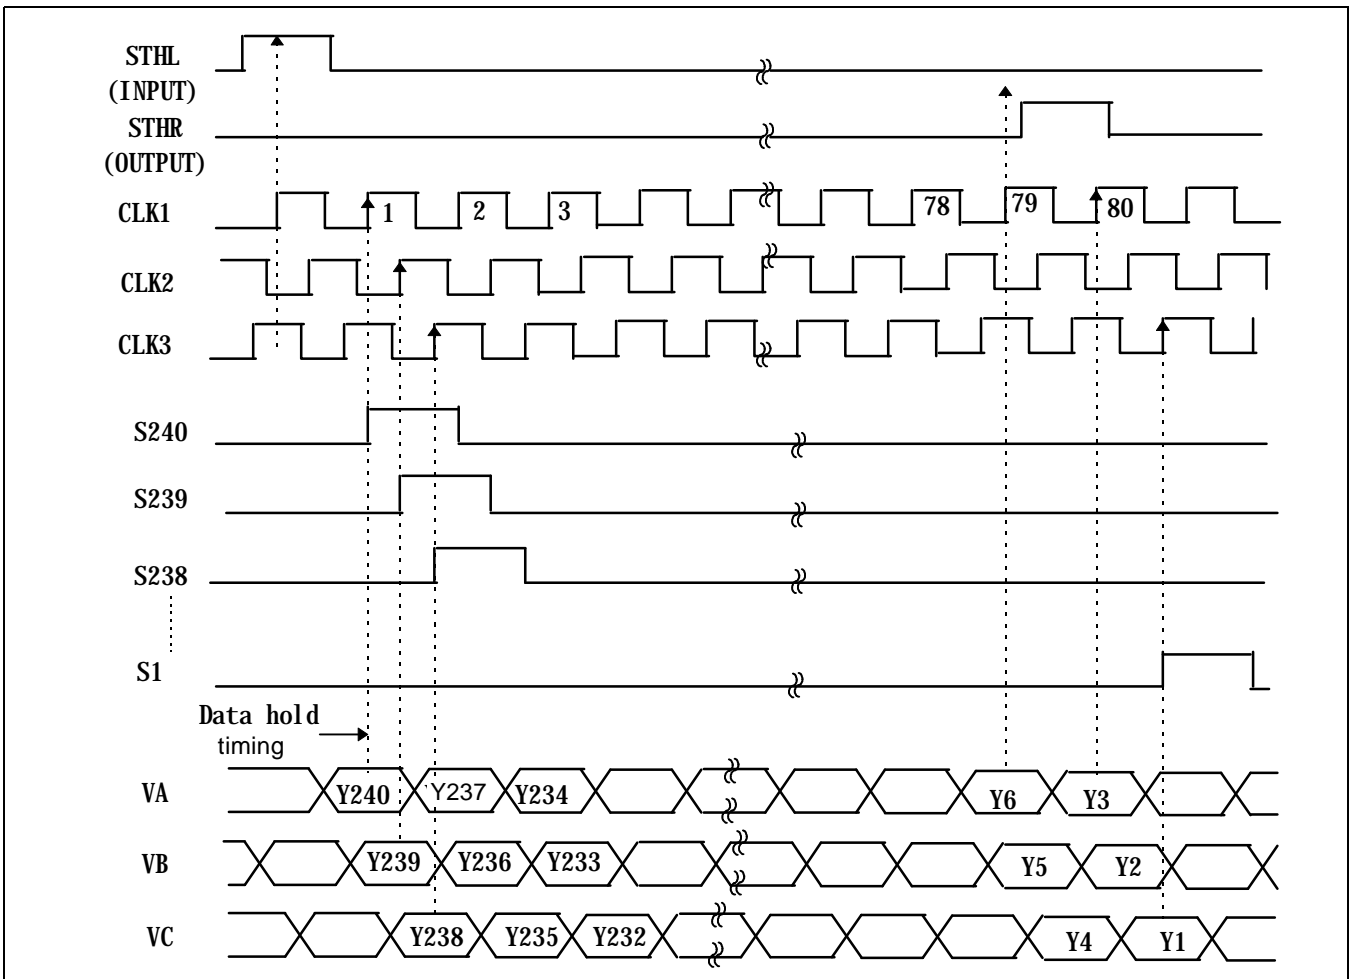 STHL
(INPUT)
STHR
(OUTPUT)
CLK1 1 2 3 78 79 80
CLK2
CLK3
S240
S239
S238
S1
Data hold
timing
VA Y240 Y237 Y234 Y6 Y3
VB Y239 Y236 Y233 Y5 Y2
VC Y238 Y235 Y232 Y4 Y1